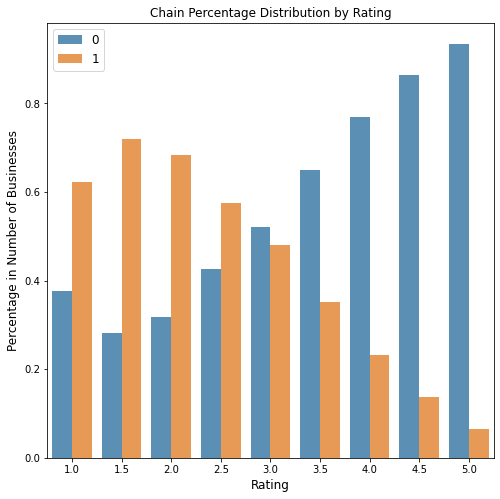 Chain Percentage Distribution by Rating
0
1
Percentage in Number of Businesses
0.8
0.6
0.4
0.2
0.0
1.0 1.5 2.0 2.5 3.0 3.5 4.0 4.5 5.0
Rating